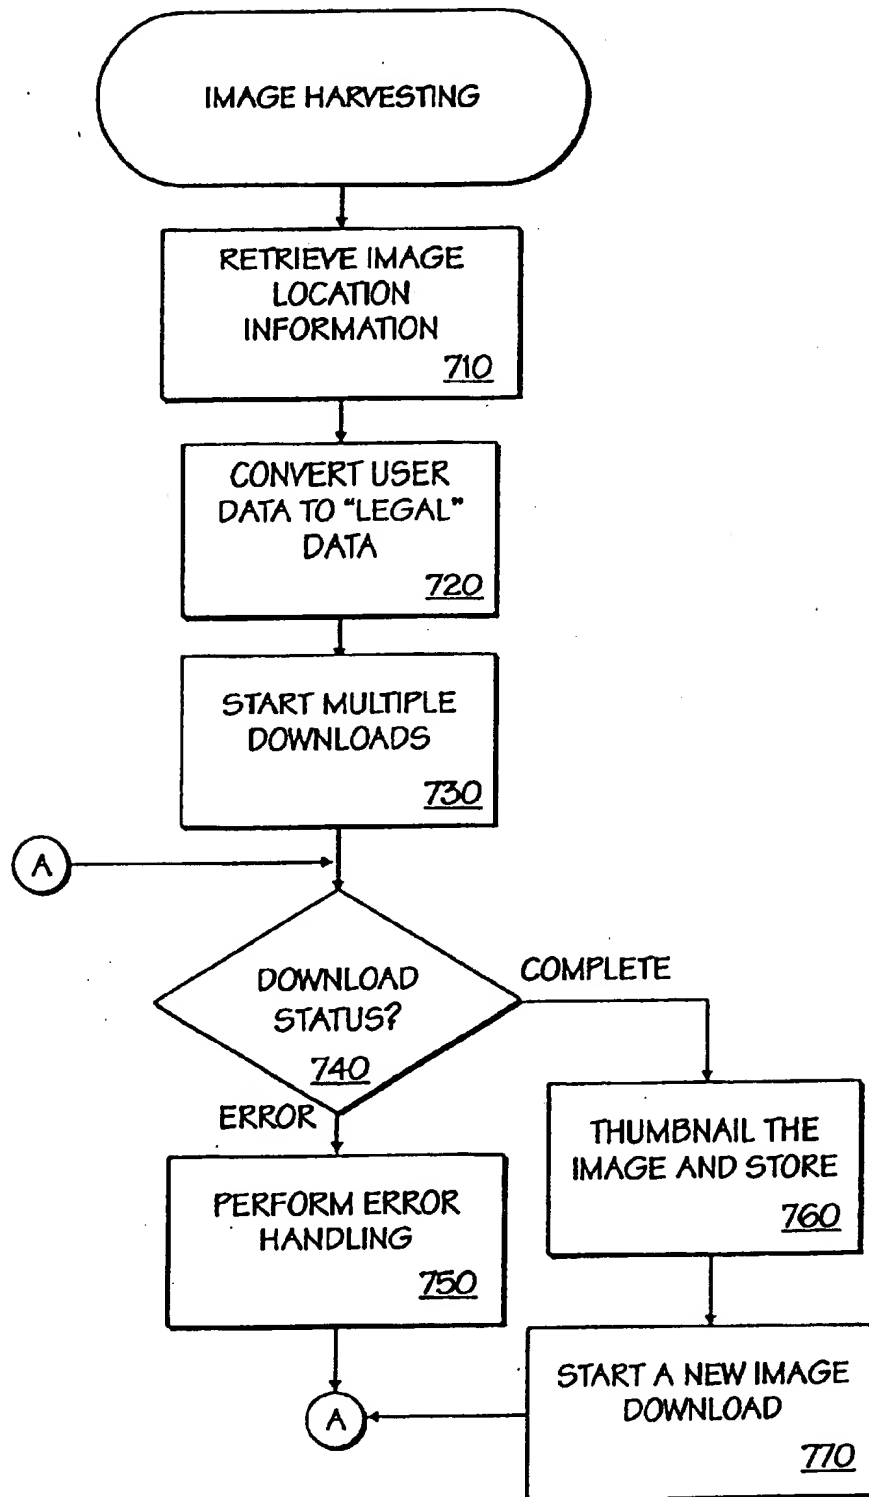 IMAGE HARVESTING
RETRIEVE IMAGE
LOCATION
INFORMATION
710
CONVERT USER
DATA TO "LEGAL"
DATA
720
START MULTIPLE
DOWNLOADS
730
A
DOWNLOAD
STATUS?
740
COMPLETE
ERROR
THUMBNAIL THE
IMAGE AND STORE
760
PERFORM ERROR
HANDLING
750
START A NEW IMAGE
DOWNLOAD
770
A